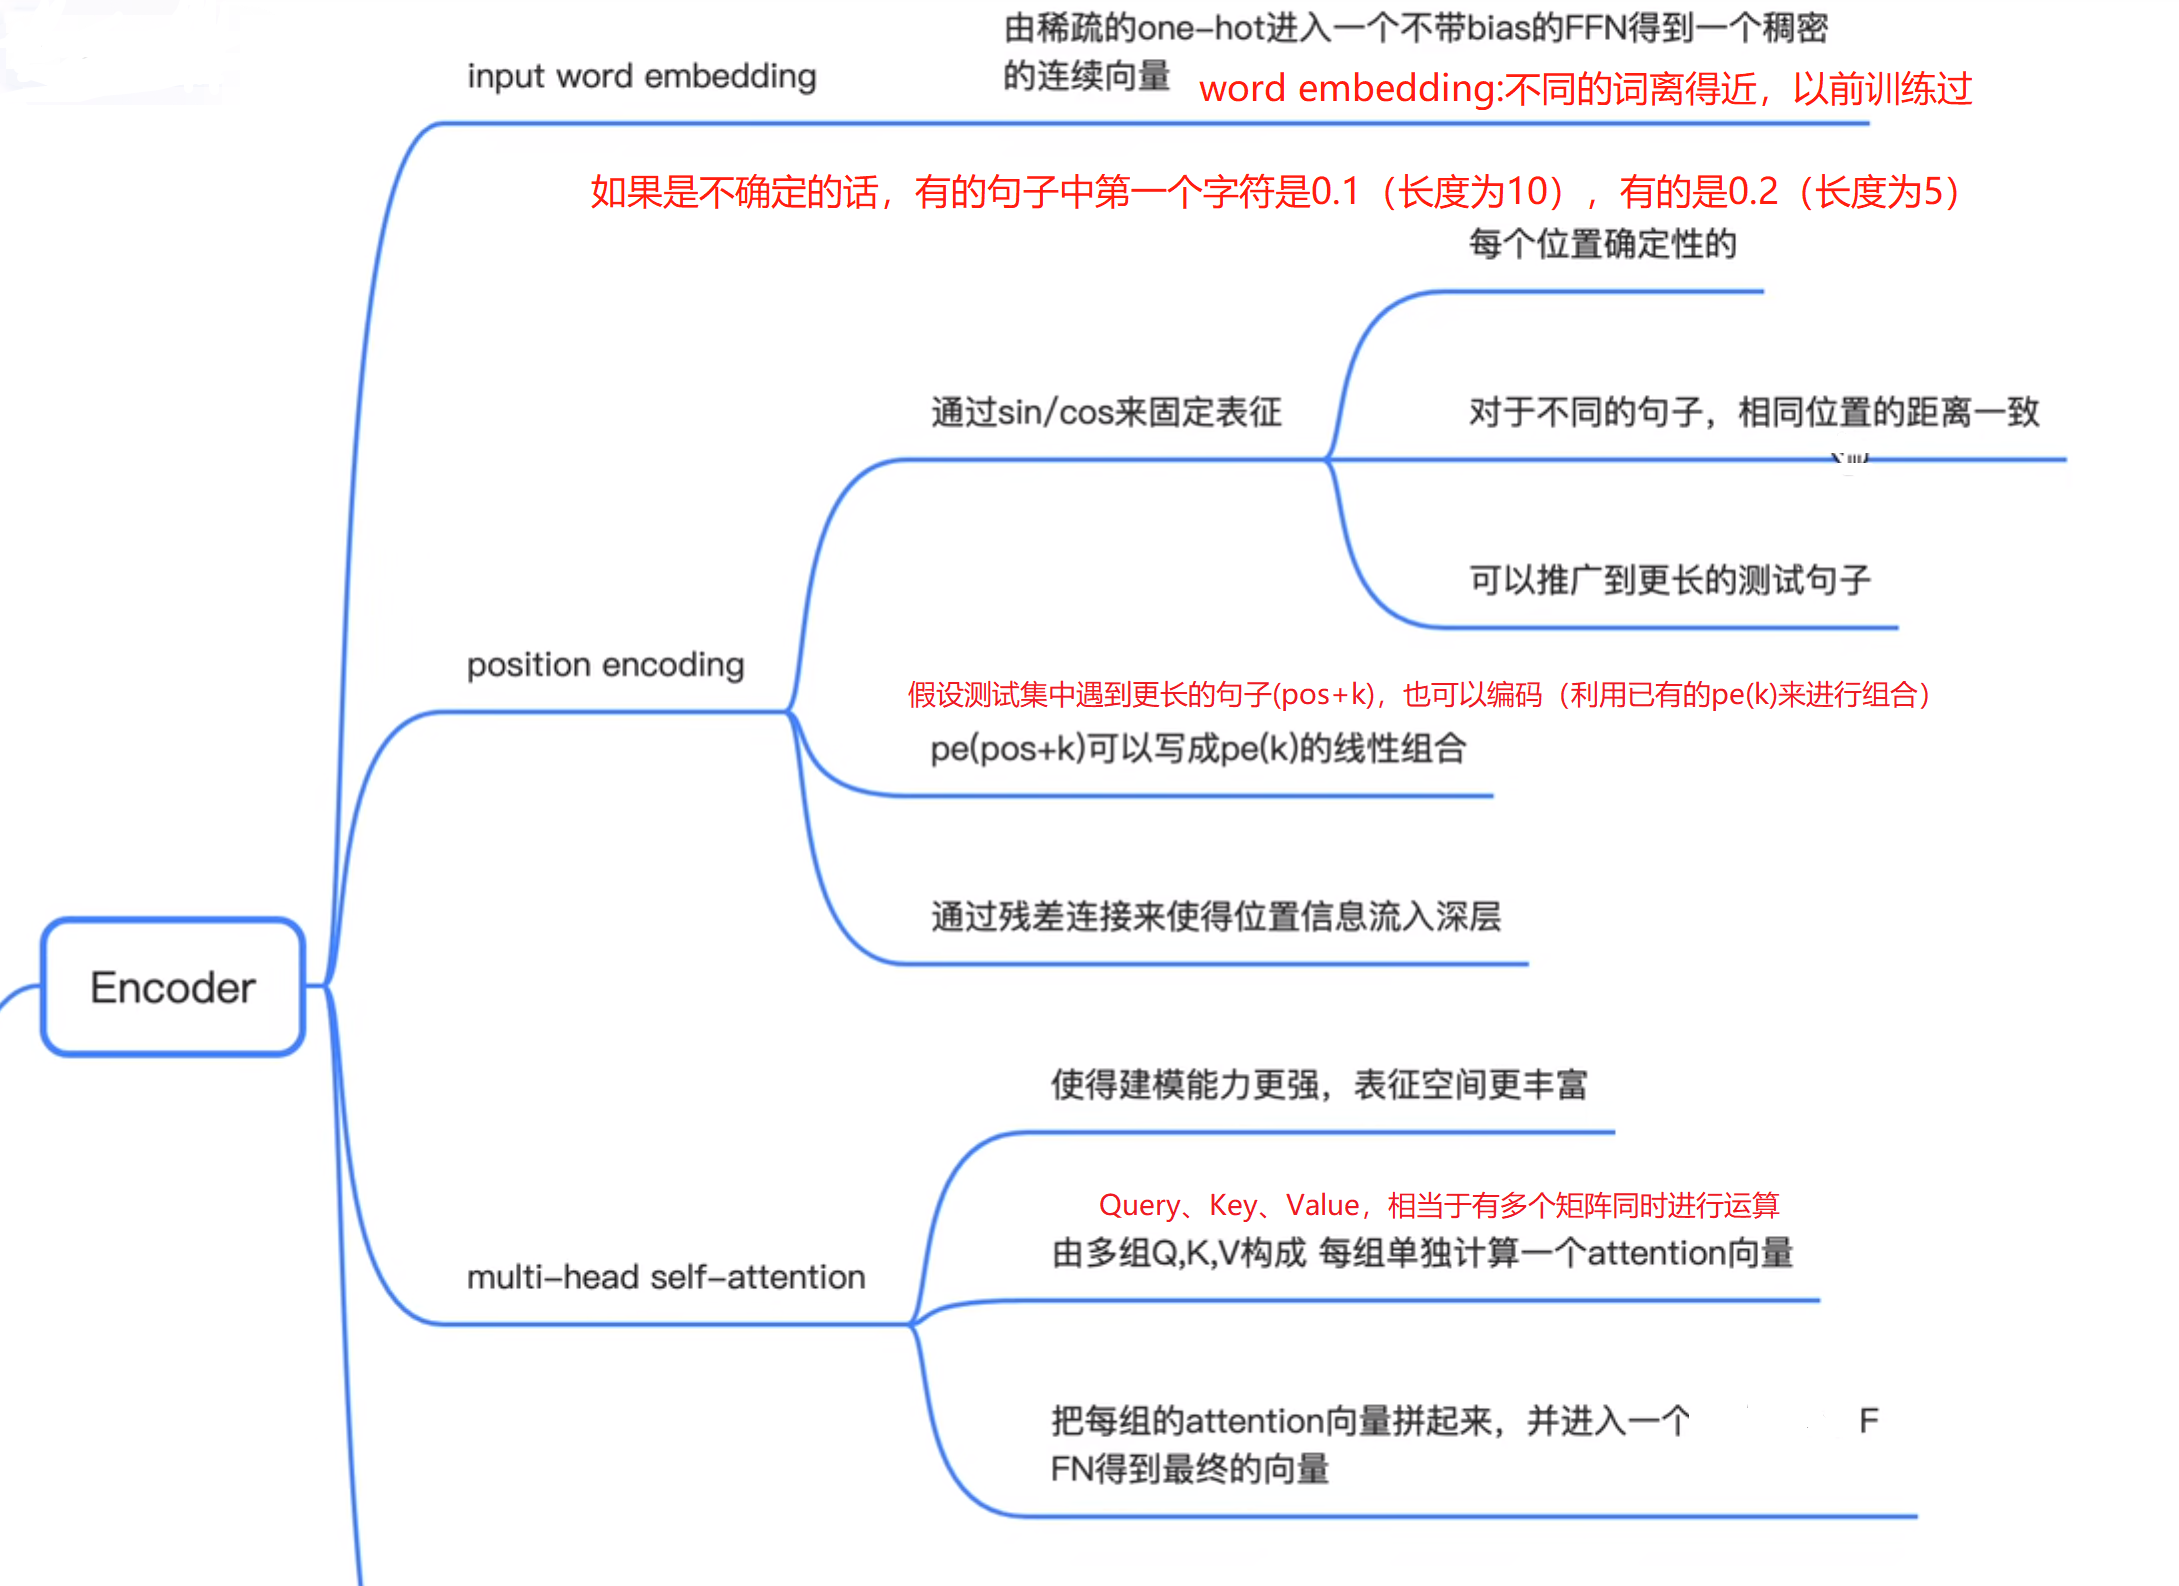 由稀疏的one-hot进入一个不带bias的FFN得到一个稠密
的连续向量
input word embedding
word embedding:不同的词离得近，以前训练过
如果是不确定的话，有的句子中第一个字符是0.1（长度为10），有的是0.2（长度为5）
每个位置确定性的
通过sin/cos来固定表征
对于不同的句子，相同位置的距离一致
可以推广到更长的测试句子
position encoding
假设测试集中遇到更长的句子(pos+k)，也可以编码（利用已有的pe(k)来进行组合）
pe(pos+k)可以写成pe(k)的线性组合
通过残差连接来使得位置信息流入深层
Encoder
使得建模能力更强，表征空间更丰富
Query、Key、Value，相当于有多个矩阵同时进行运算
由多组Q,K,V构成 每组单独计算一个attention向量
multi-head self-attention
把每组的attention向量拼起来，并进入一个 F
FN得到最终的向量